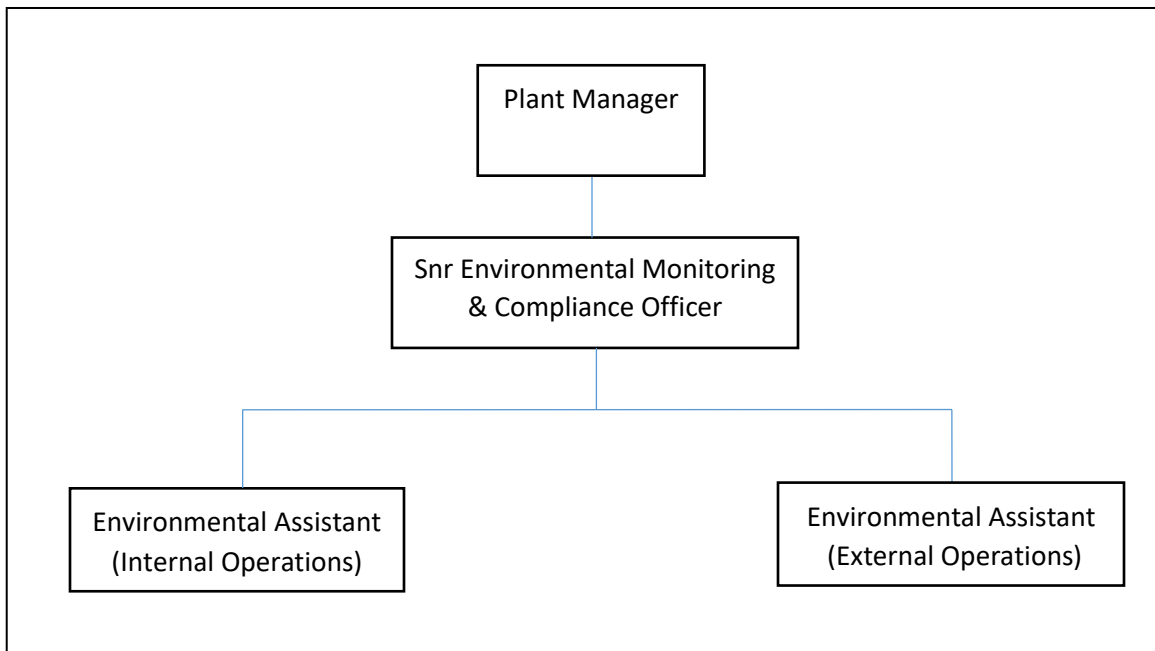 Plant Manager
Snr Environmental Monitoring
& Compliance Officer
Environmental Assistant
(Internal Operations)
Environmental Assistant
(External Operations)